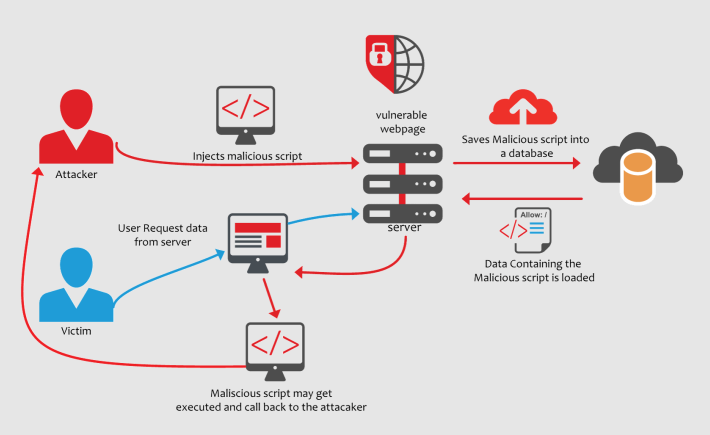 vulnerable
webpage
</>
Injects malicious script
Attacker
Saves Malicious script into
a database
User Request data
from server
server
Allow: /
</>
Data Containing the
Malicious script is loaded
Victim
</>
Maliscious script may get
executed and call back to the attacaker